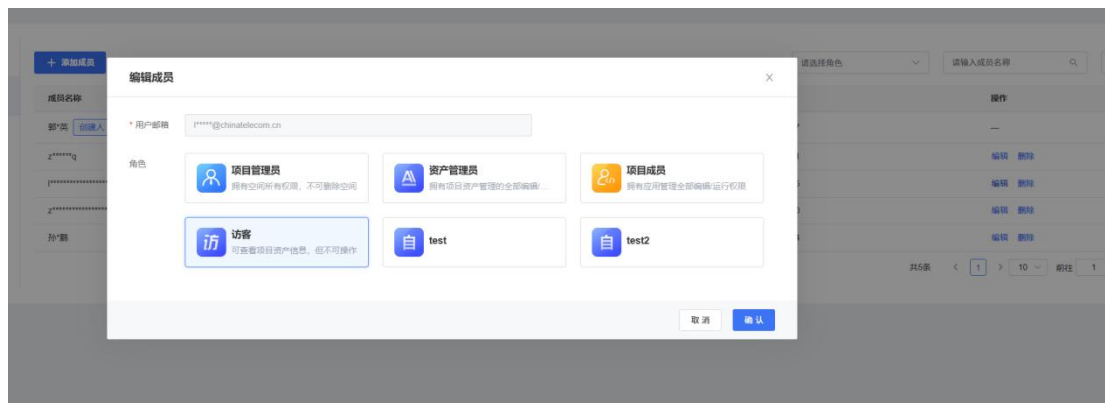 + 添加成员
请选择角色
请输入成员名称
编辑成员
成员名称
操作
* 用户邮箱
l*****@chinatelecom.cn
郭*英 创建人
—
角色
项目管理员
拥有空间所有权限，不可删除空间
资产管理员
拥有项目资产管理的全部编辑/...
项目成员
拥有应用管理全部编辑/运行权限
z******q
编辑 删除
编辑 删除
编辑 删除
访
访客
可查看项目资产信息，但不可操作
自
test
自
test2
孙*鹏
编辑 删除
共5条 < 1 > 10 前往 1
取消
确认